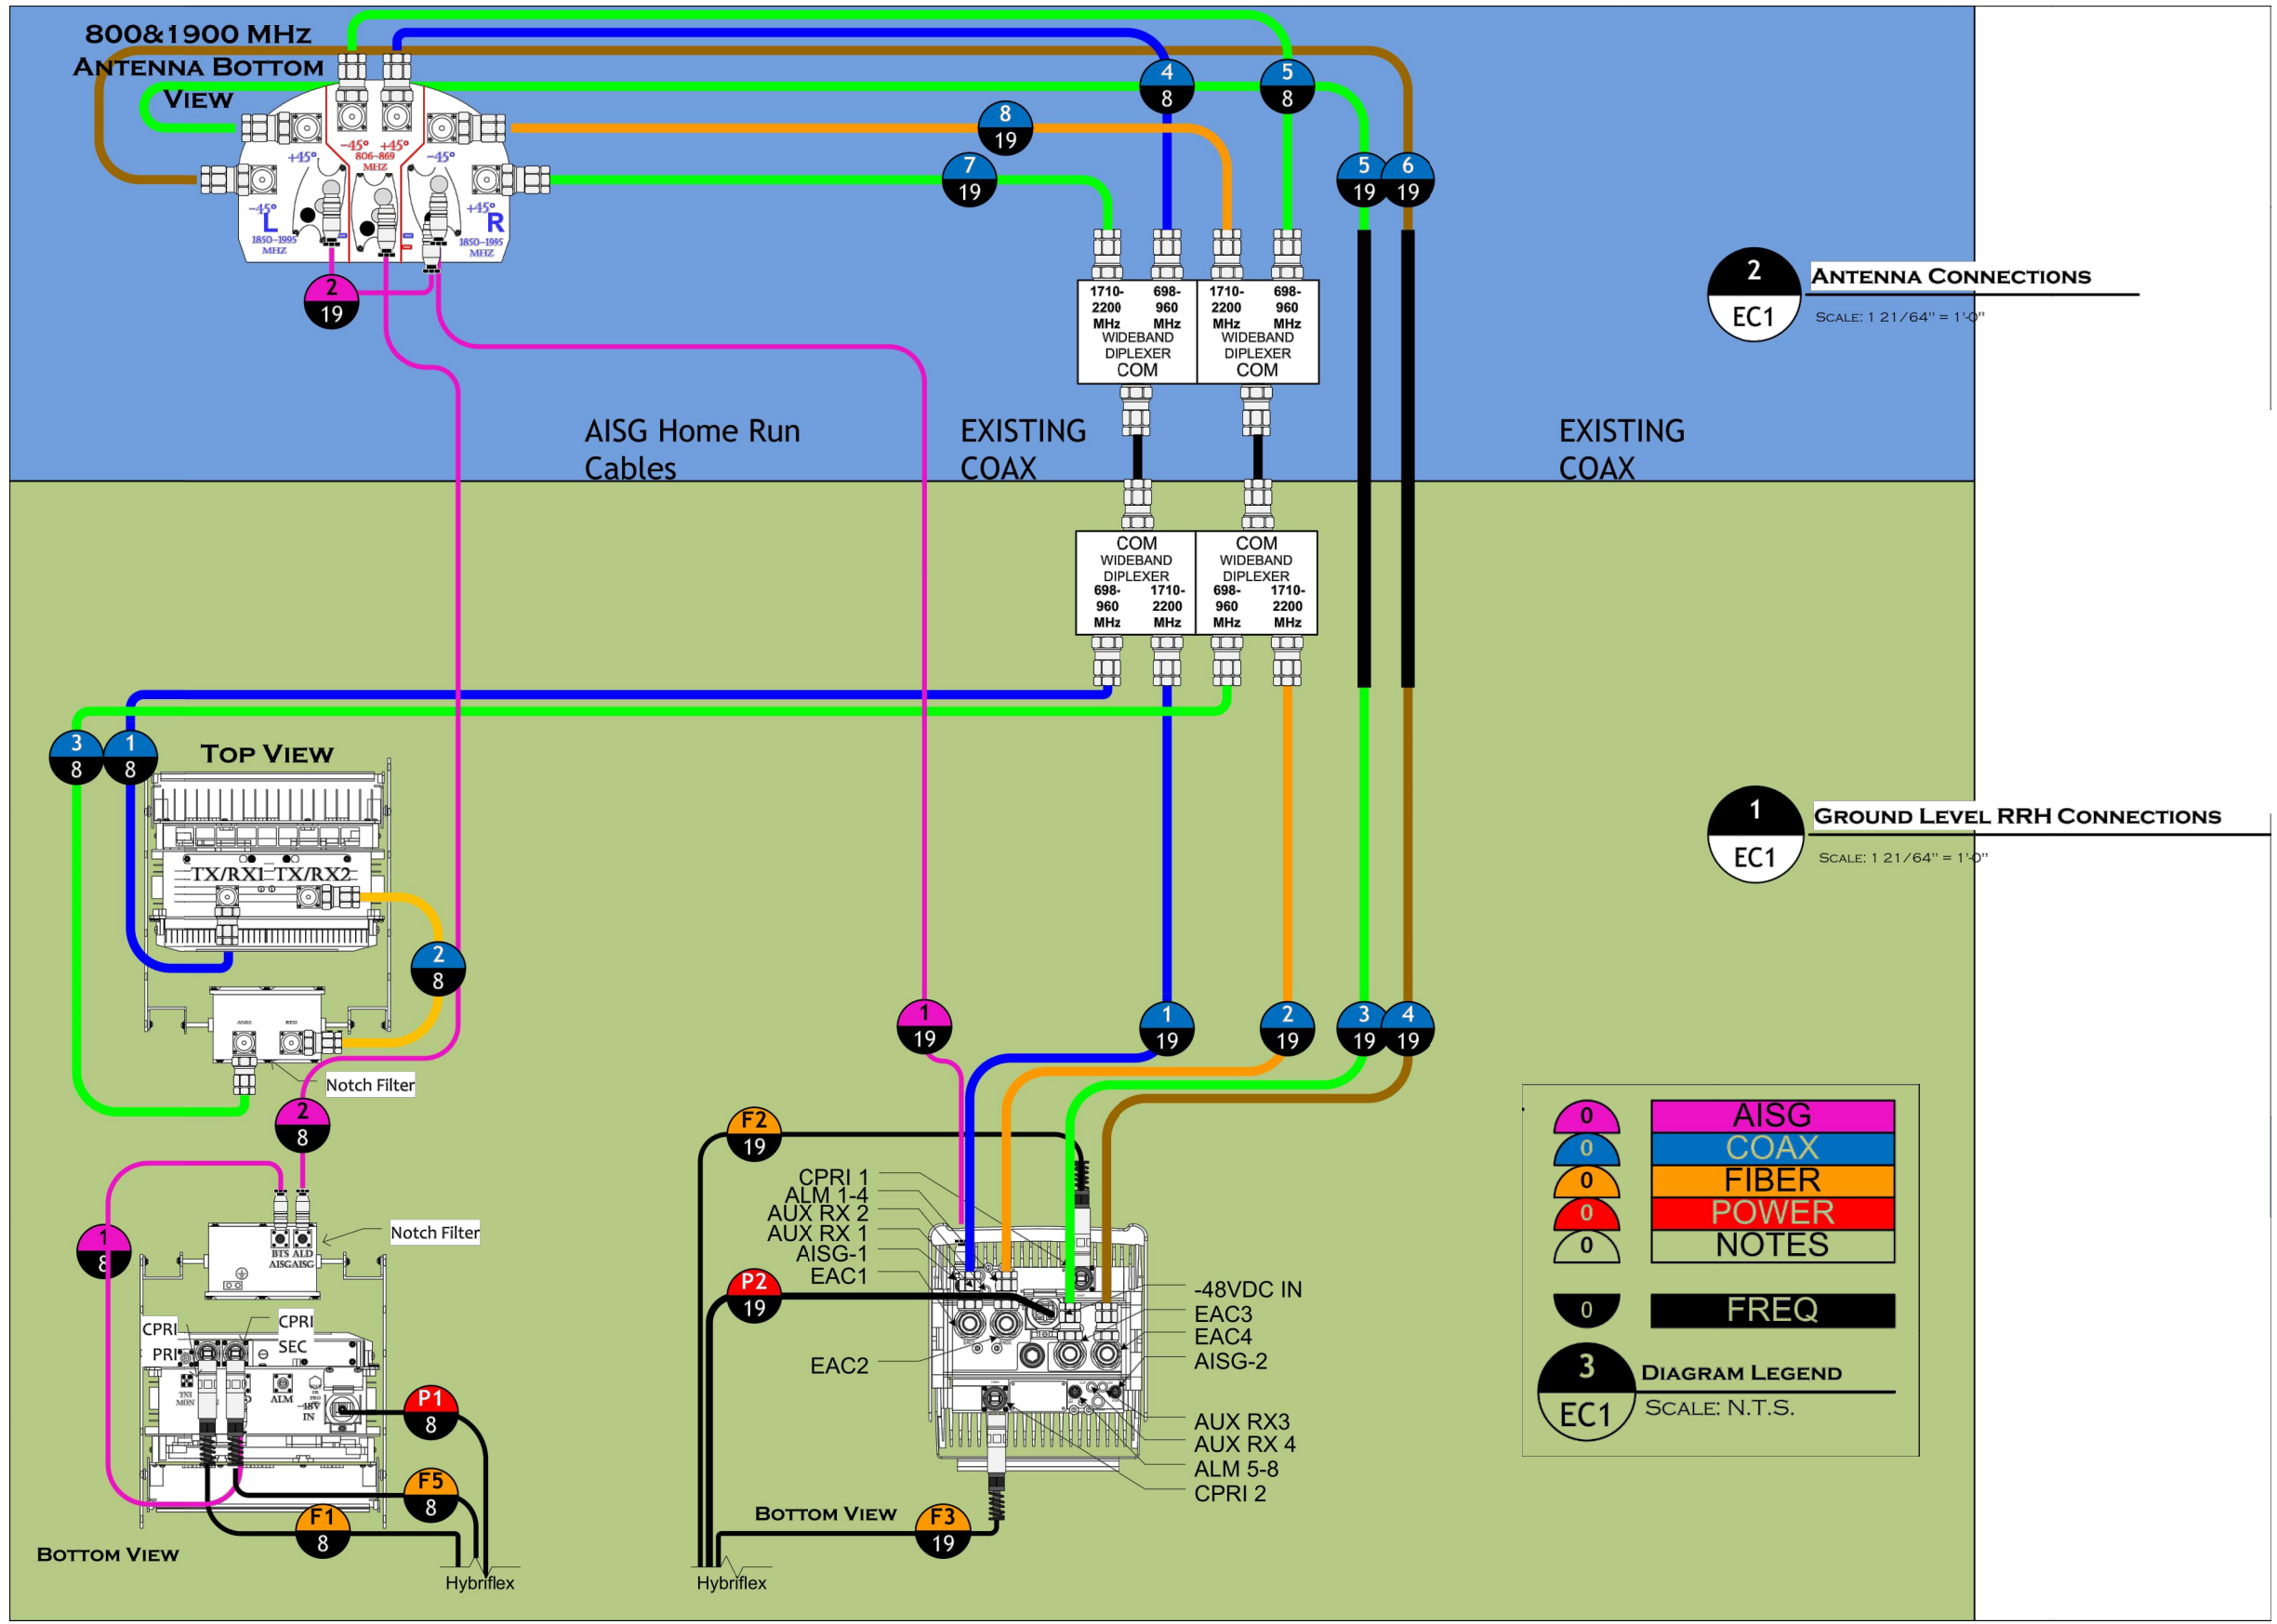 800&1900 MHz
Antenna Bottom
View
4
8
5
8
8
19
7
19
5
19
6
19
-45° +45°
806~869
MHZ
+45°
-45°
-45°
L
1850~1995
MHZ
+45°
R
1850~1995
MHZ
2
19
1710-
2200
MHz
698-
960
MHz
WIDEBAND
DIPLEXER
COM
1710-
2200
MHz
698-
960
MHz
WIDEBAND
DIPLEXER
COM
2
EC1
Antenna Connections
Scale: 1 21/64" = 1'-0"
AISG Home Run
Cables
EXISTING
COAX
EXISTING
COAX
COM
WIDEBAND
DIPLEXER
698-
960
MHz
1710-
2200
MHz
COM
WIDEBAND
DIPLEXER
698-
960
MHz
1710-
2200
MHz
3
8
1
8
Top View
TX/RX1 TX/RX2
2
8
1
EC1
Ground Level RRH Connections
Scale: 1 21/64" = 1'-0"
Notch Filter
2
8
1
19
1
19
2
19
3
19
4
19
1
8
Notch Filter
BTS ALD
AISG AISG
CPRI
PRI
CPRI
SEC
ALM
-48V
IN
P1
8
F5
8
F1
8
Bottom View
Hybriflex
F2
19
P2
19
CPRI 1
ALM 1-4
AUX RX 2
AUX RX 1
AISG-1
EAC1
EAC2
-48VDC IN
EAC3
EAC4
AISG-2
AUX RX3
AUX RX 4
ALM 5-8
CPRI 2
Bottom View
F3
19
Hybriflex
0 AISG
0 COAX
0 FIBER
0 POWER
0 NOTES
0 FREQ
3
EC1
Diagram Legend
Scale: N.T.S.